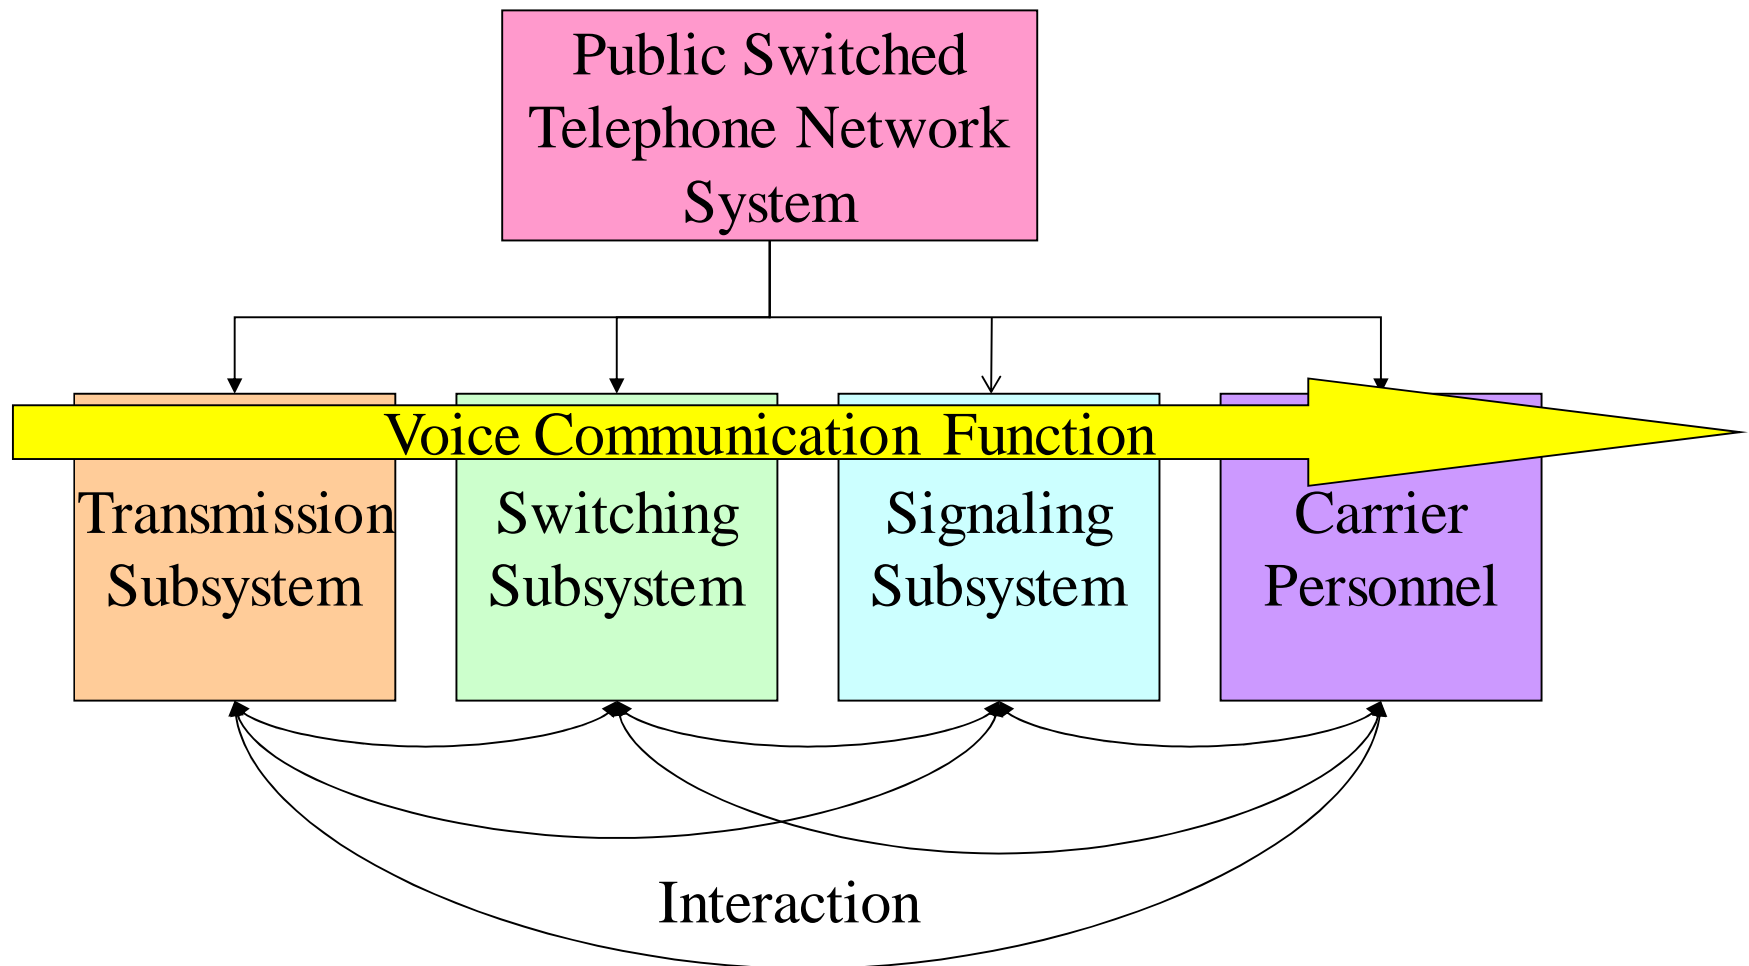 Public Switched
Telephone Network
System
Voice Communication Function
Transmission
Subsystem
Switching
Subsystem
Signaling
Subsystem
Carrier
Personnel
Interaction